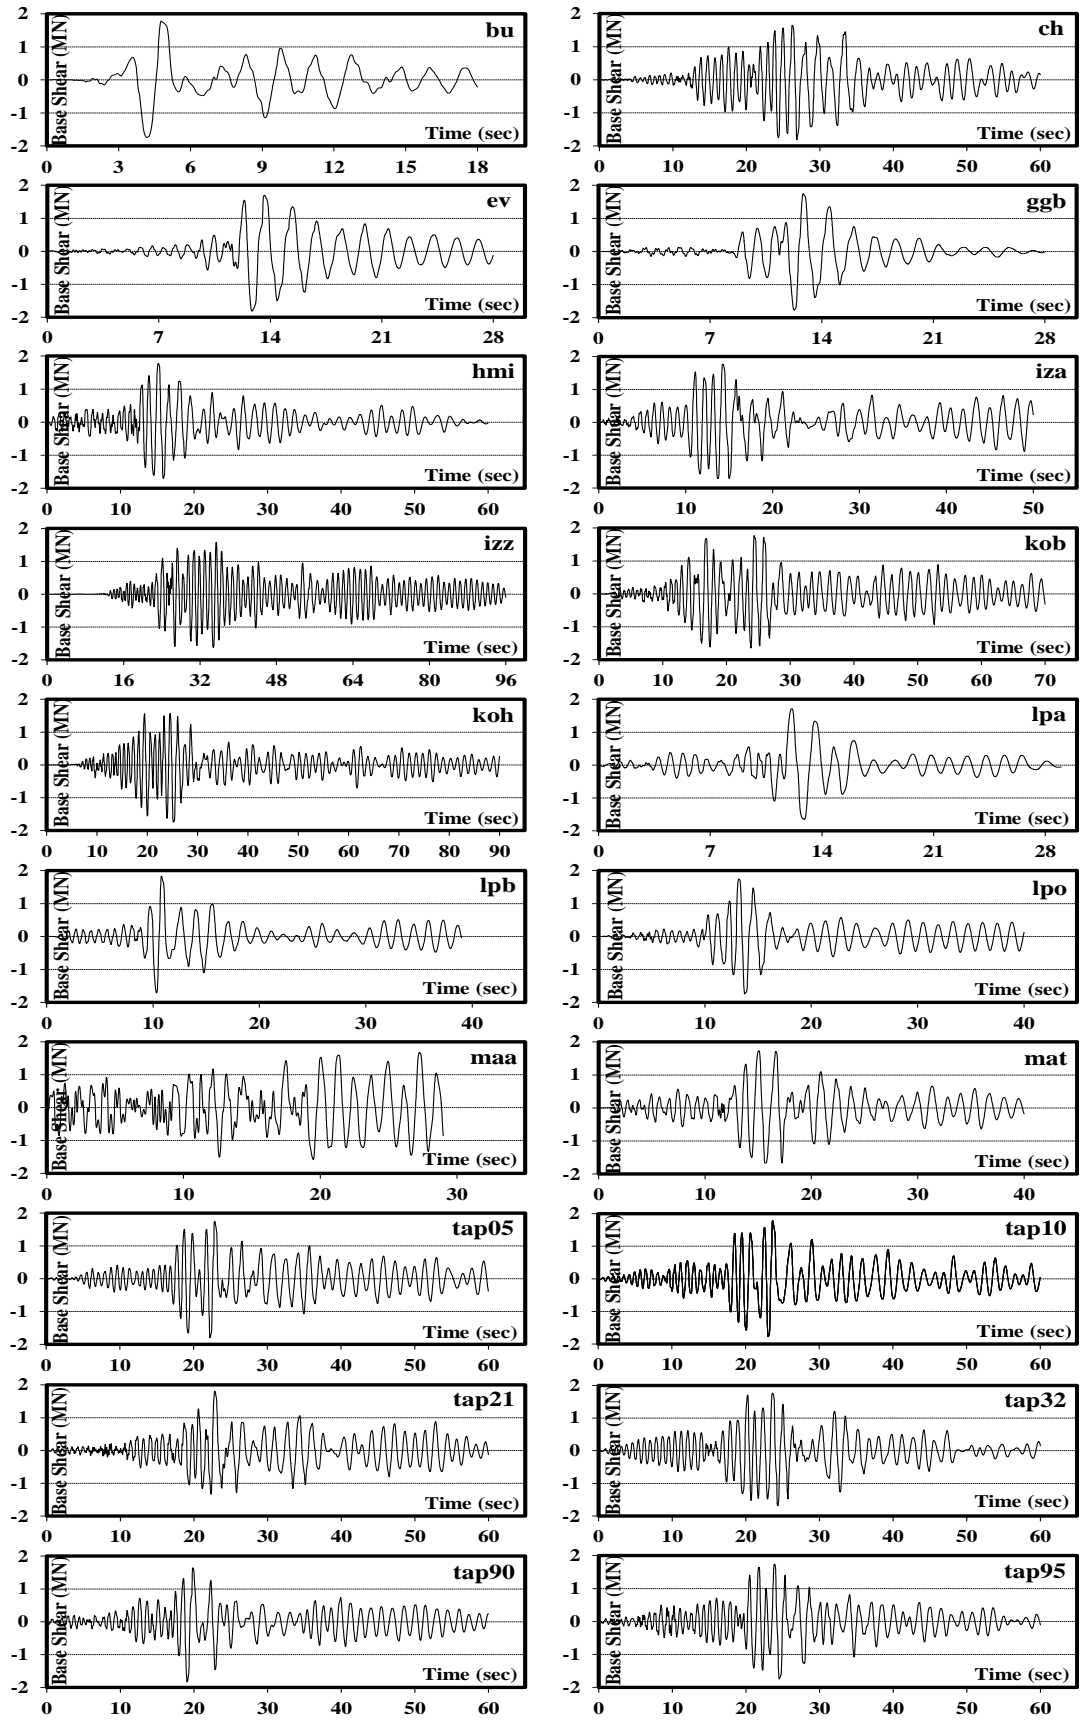 2 bu 2 ch
1 1
0 0
-1 -1
-2 Base Shear (MN) Time (sec) -2 Base Shear (MN) Time (sec)
0 3 6 9 12 15 18 0 10 20 30 40 50 60
2 ev 2 ggb
1 1
0 0
-1 -1
-2 Base Shear (MN) Time (sec) -2 Base Shear (MN) Time (sec)
0 7 14 21 28 0 7 14 21 28
2 hmi 2 iza
1 1
0 0
-1 -1
-2 Base Shear (MN) Time (sec) -2 Base Shear (MN) Time (sec)
0 10 20 30 40 50 60 0 10 20 30 40 50
2 izz 2 kob
1 1
0 0
-1 -1
-2 Base Shear (MN) Time (sec) -2 Base Shear (MN) Time (sec)
0 16 32 48 64 80 96 0 10 20 30 40 50 60 70
2 koh 2 lpa
1 1
0 0
-1 -1
-2 Base Shear (MN) Time (sec) -2 Base Shear (MN) Time (sec)
0 10 20 30 40 50 60 70 80 90 0 7 14 21 28
2 lpb 2 lpo
1 1
0 0
-1 -1
-2 Base Shear (MN) Time (sec) -2 Base Shear (MN) Time (sec)
0 10 20 30 40 0 10 20 30 40
2 maa 2 mat
1 1
0 0
-1 -1
-2 Base Shear (MN) Time (sec) -2 Base Shear (MN) Time (sec)
0 10 20 30 0 10 20 30 40
2 tap05 2 tap10
1 1
0 0
-1 -1
-2 Base Shear (MN) Time (sec) -2 Base Shear (MN) Time (sec)
0 10 20 30 40 50 60 0 10 20 30 40 50 60
2 tap21 2 tap32
1 1
0 0
-1 -1
-2 Base Shear (MN) Time (sec) -2 Base Shear (MN) Time (sec)
0 10 20 30 40 50 60 0 10 20 30 40 50 60
2 tap90 2 tap95
1 1
0 0
-1 -1
-2 Base Shear (MN) Time (sec) -2 Base Shear (MN) Time (sec)
0 10 20 30 40 50 60 0 10 20 30 40 50 60